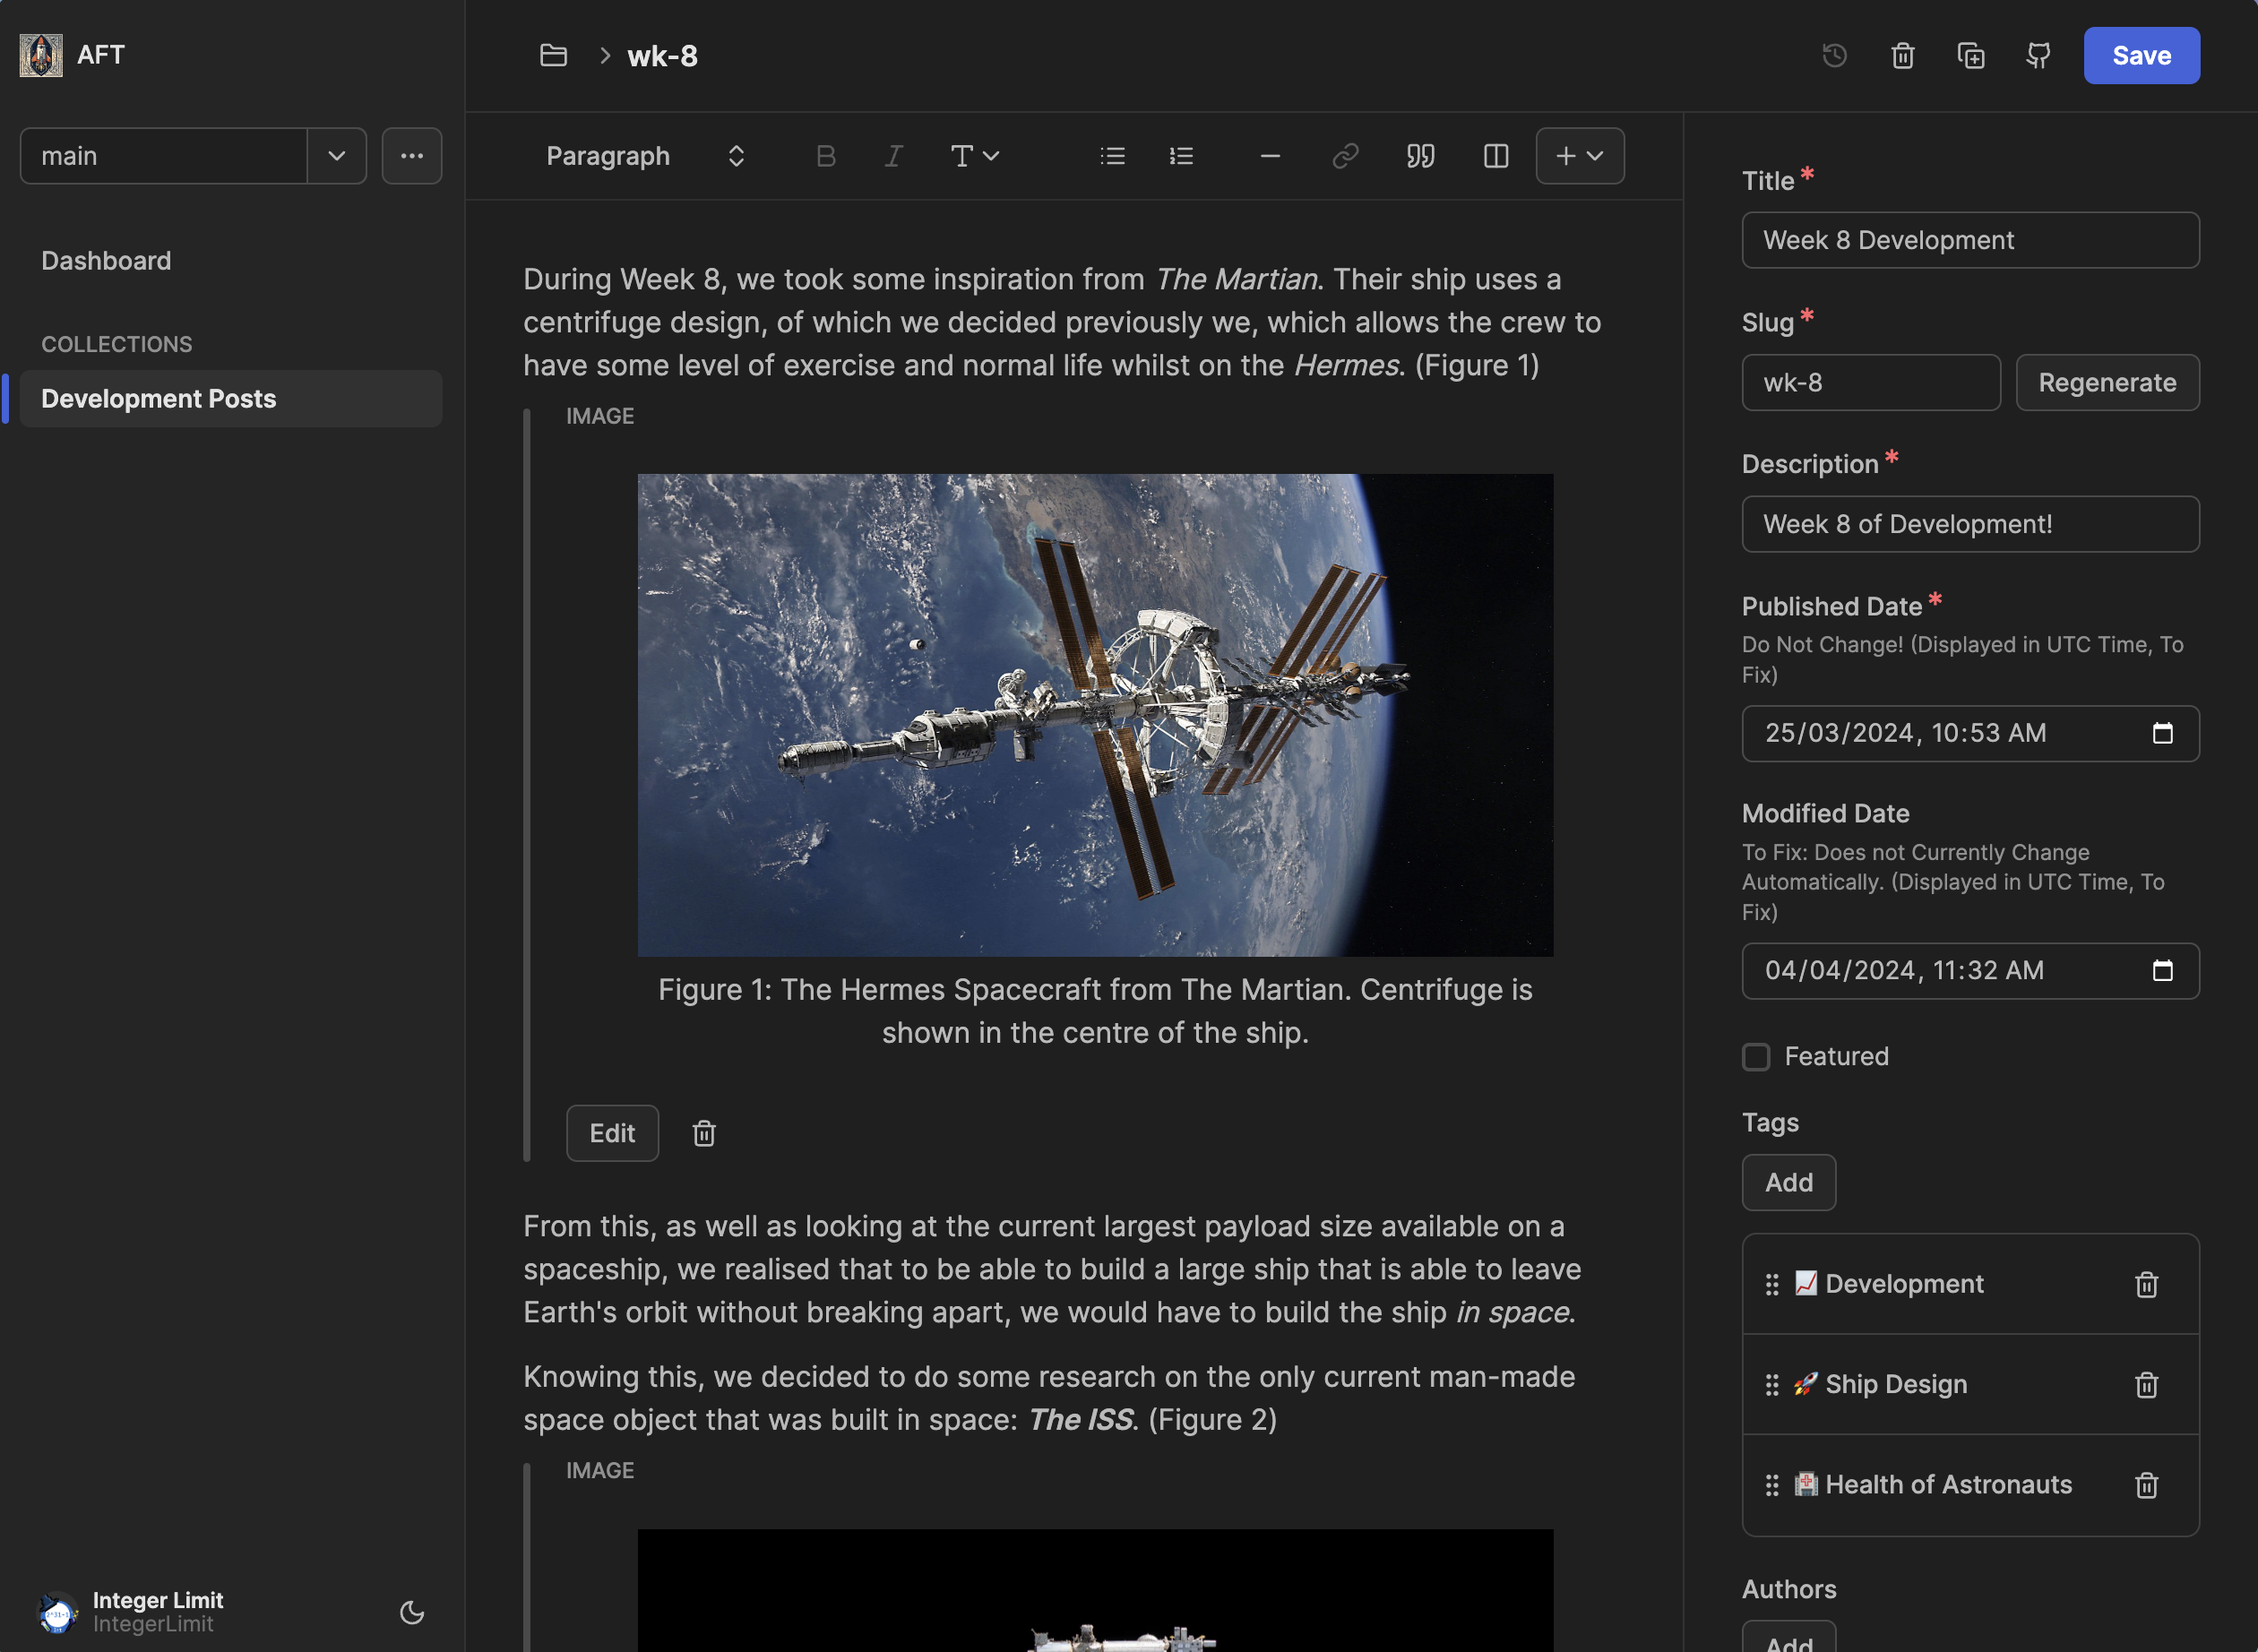 AFT
main
Dashboard
COLLECTIONS
Development Posts
Integer Limit
IntegerLimit
wk-8
Save
Paragraph
B
I
T
During Week 8, we took some inspiration from The Martian. Their ship uses a
centrifuge design, of which we decided previously we, which allows the crew to
have some level of exercise and normal life whilst on the Hermes. (Figure 1)
IMAGE
Figure 1: The Hermes Spacecraft from The Martian. Centrifuge is
shown in the centre of the ship.
Edit
From this, as well as looking at the current largest payload size available on a
spaceship, we realised that to be able to build a large ship that is able to leave
Earth's orbit without breaking apart, we would have to build the ship in space.
Knowing this, we decided to do some research on the only current man-made
space object that was built in space: The ISS. (Figure 2)
IMAGE
Title *
Week 8 Development
Slug *
wk-8
Regenerate
Description *
Week 8 of Development!
Published Date *
Do Not Change! (Displayed in UTC Time, To
Fix)
25/03/2024, 10:53 AM
Modified Date
To Fix: Does not Currently Change
Automatically. (Displayed in UTC Time, To
Fix)
04/04/2024, 11:32 AM
Featured
Tags
Add
📈 Development
🚀 Ship Design
🏥 Health of Astronauts
Authors
Add